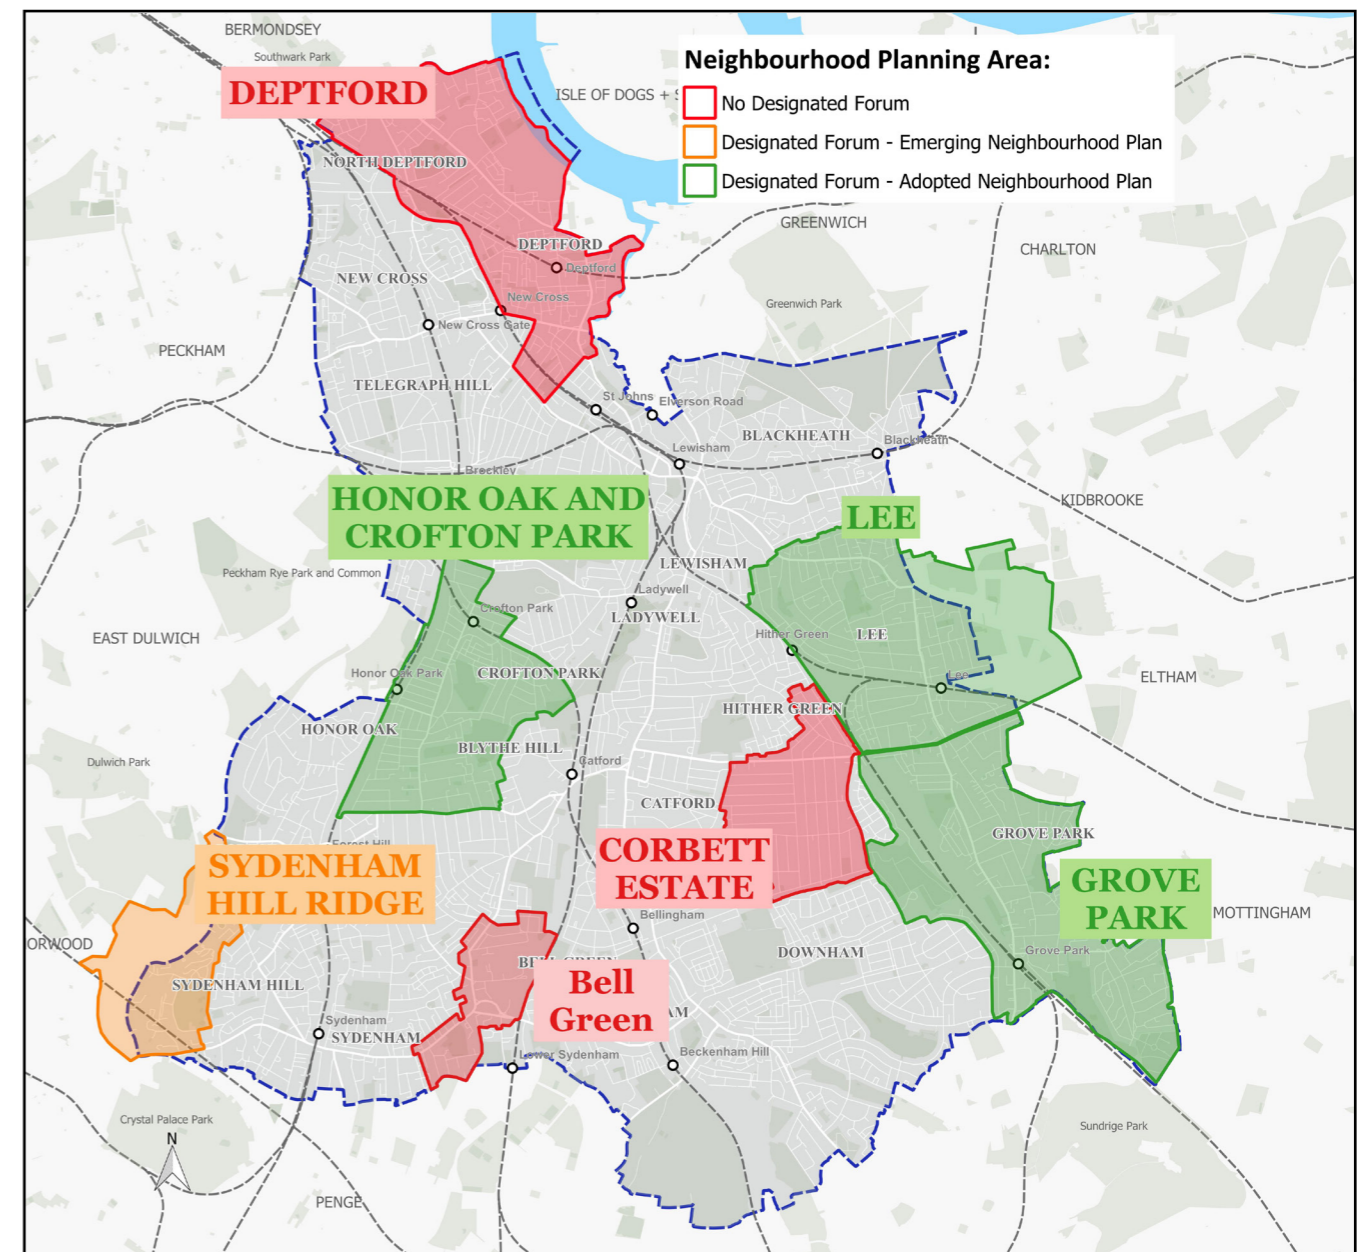 BERMONDSEY
Southwark Park
Neighbourhood Planning Area:
DEPTFORD
ISLE OF DOGS + S
No Designated Forum
Designated Forum - Emerging Neighbourhood Plan
NORTH DEPTFORD
Designated Forum - Adopted Neighbourhood Plan
GREENWICH
DEPTFORD
CHARLTON
Deptford
NEW CROSS
New Cross
Greenwich Park
New Cross Gate
PECKHAM
TELEGRAPH HILL
St Johns
Elverson Road
BLACKHEATH
Blackheath
Lewisham
Brockley
HONOR OAK AND
CROFTON PARK
KIDBROOKE
LEE
LEWISHAM
Peckham Rye Park and Common
Ladywell
Crofton Park
LADYWELL
EAST DULWICH
Hither Green
LEE
Honor Oak Park
CROFTON PARK
Lee
ELTHAM
HITHER GREEN
HONOR OAK
BLYTHE HILL
Dulwich Park
Catford
CATFORD
GROVE PARK
Forest Hill
SYDENHAM
HILL RIDGE
CORBETT
ESTATE
GROVE
PARK
MOTTINGHAM
Bellingham
ORWOOD
Grove Park
DOWNHAM
SYDENHAM HILL
Bell
Green
AM
Sydenham
SYDENHAM
Lower Sydenham
Beckenham Hill
Crystal Palace Park
Sundrige Park
N
PENGE